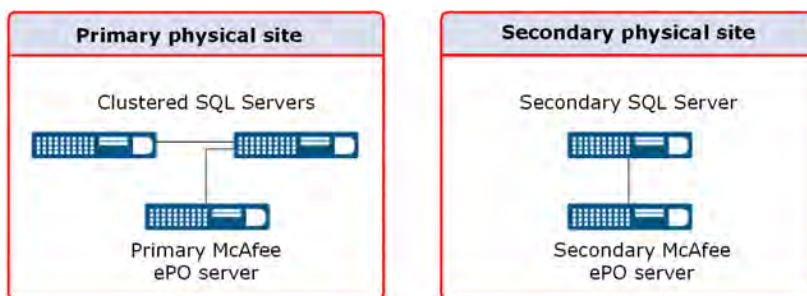 Primary physical site
Clustered SQL Servers
Primary McAfee
ePO server
Secondary physical site
Secondary SQL Server
Secondary McAfee
ePO server